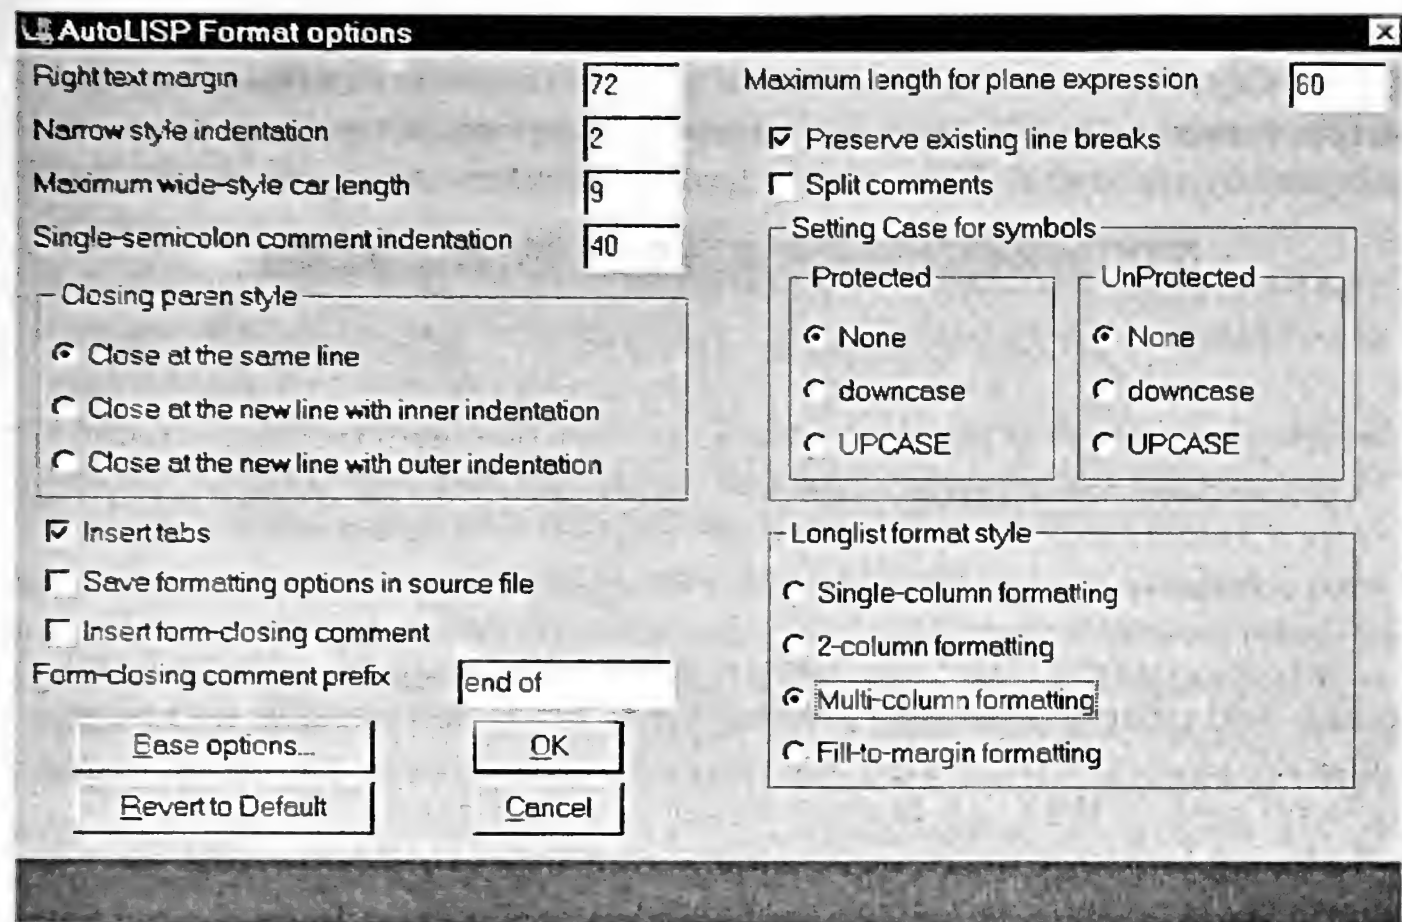 AutoLISP Format options
Right text margin
72
Narrow style indentation
2
Maximum wide-style car length
9
Single-semicolon comment indentation
40
Closing paren style
Close at the same line
Close at the new line with inner indentation
Close at the new line with outer indentation
Insert tabs
Save formatting options in source file
Insert form-closing comment
Form-closing comment prefix
end of
Base options...
OK
Revert to Default
Cancel
Maximum length for plane expression
60
Preserve existing line breaks
Split comments
Setting Case for symbols
Protected
None
downcase
UPCASE
UnProtected
None
downcase
UPCASE
Longlist format style
Single-column formatting
2-column formatting
Multi-column formatting
Fill-to-margin formatting